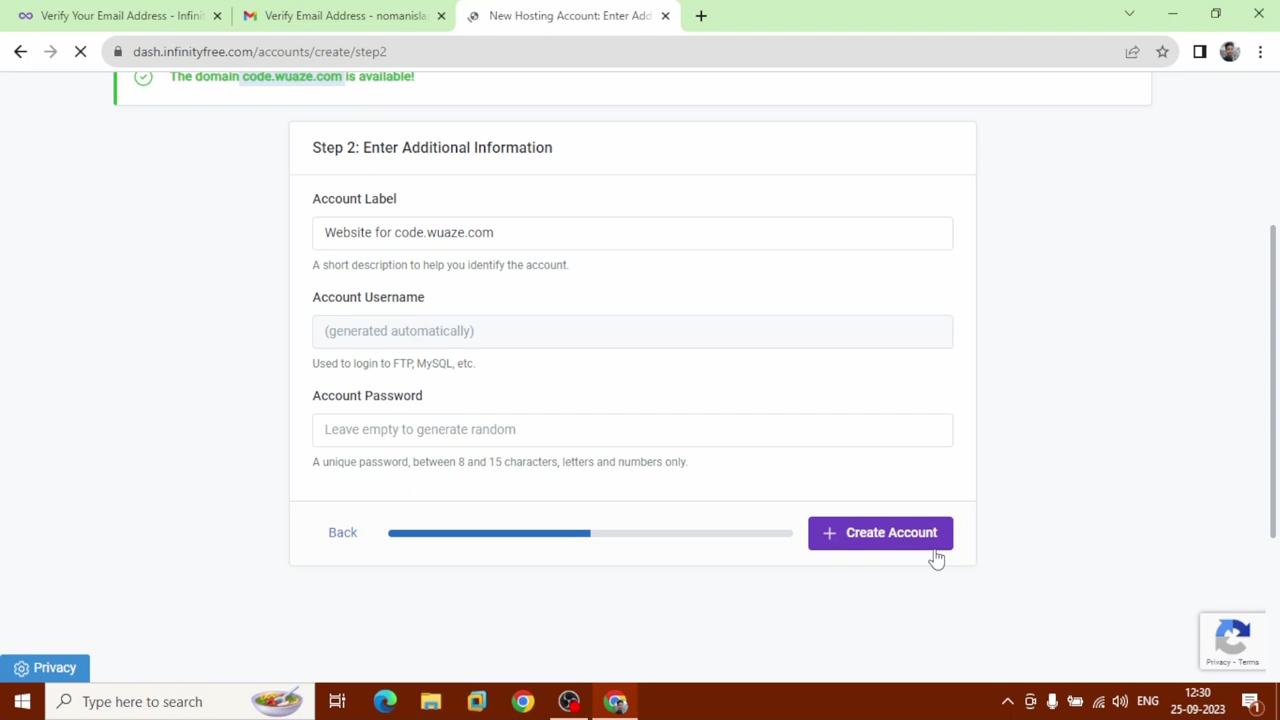 Verify Your Email Address - Infinit
Verify Email Address - nomanisla
New Hosting Account: Enter Add
dash.infinityfree.com/accounts/create/step2
The domain code.wuaze.com is available!
Step 2: Enter Additional Information
Account Label
Website for code.wuaze.com
A short description to help you identify the account.
Account Username
(generated automatically)
Used to login to FTP, MySQL, etc.
Account Password
Leave empty to generate random
A unique password, between 8 and 15 characters, letters and numbers only.
Back
Create Account
Privacy - Terms
Privacy
Type here to search
ENG
12:30
25-09-2023
1